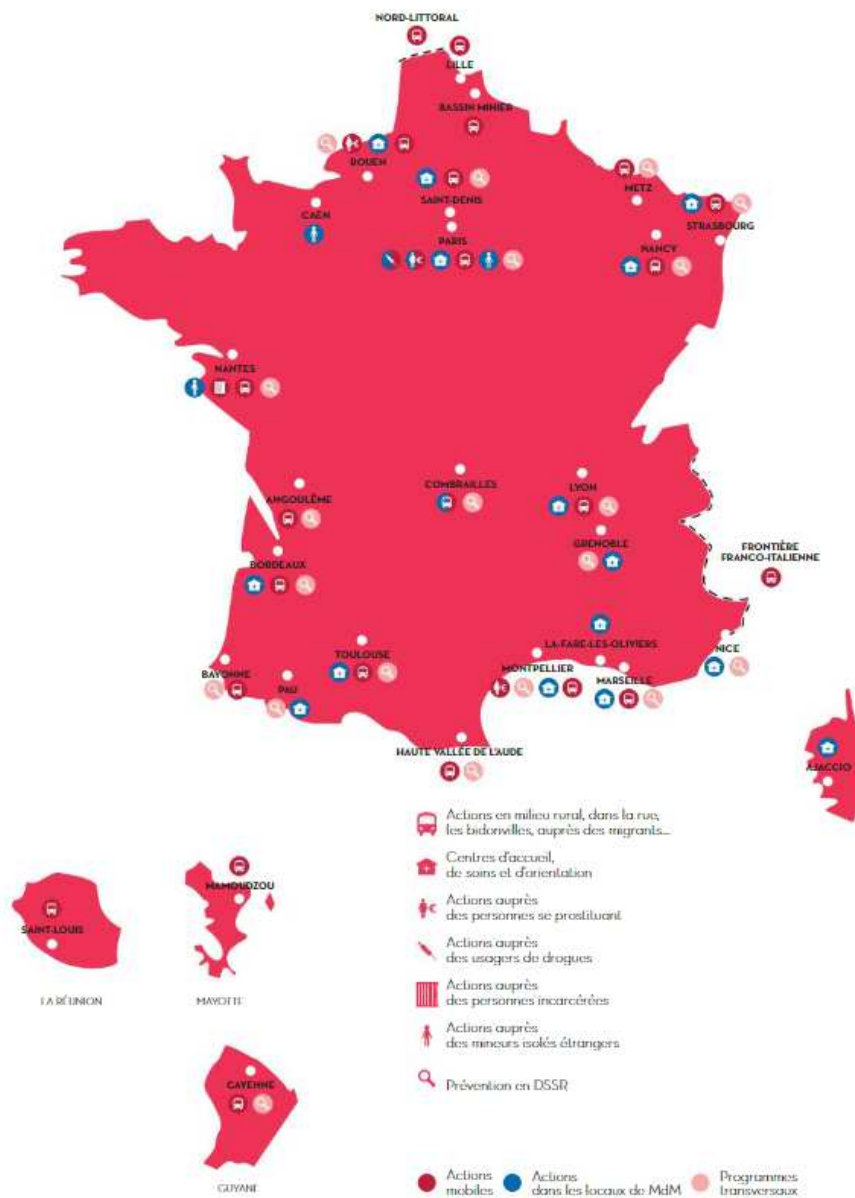 NORD-LITTORAL
LILLE
BASSIN MINIER
ROUEN
SAINT-DENIS
METZ
CAEN
STRASBOURG
PARIS
NANCY
NANTES
COMBRAILLES
LYON
ANGOULÊME
GRENOBLE
FRONTIÈRE
FRANCO-ITALIENNE
BORDEAUX
LA-FARE-LES-OLIVIERS
TOULOUSE
NICE
BAYONNE
MONTPELLIER
MARSEILLE
PAU
HAUTE VALLÉE DE L'AUDE
AJACCIO
Actions en milieu rural, dans la rue,
les bidonvilles, auprès des migrants...
Centres d'accueil,
de soins et d'orientation
Actions auprès
des personnes se prostituant
Actions auprès
des usagers de drogues
Actions auprès
des personnes incarcérées
Actions auprès
des mineurs isolés étrangers
Prévention en DSSR
MAMOUDZOU
SAINT-LOUIS
LA RÉUNION
MAYOTTE
CAYENNE
GUYANE
Actions
mobiles
Actions
dans les locaux de MdM
Programmes
transversaux